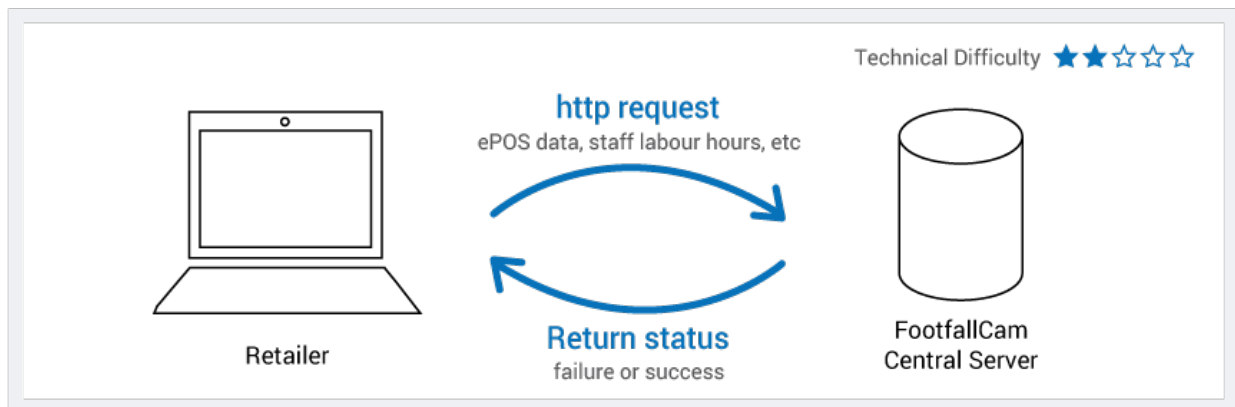 Technical Difficulty
http request
ePOS data, staff labour hours, etc
Return status
failure or success
Retailer
FootfallCam
Central Server